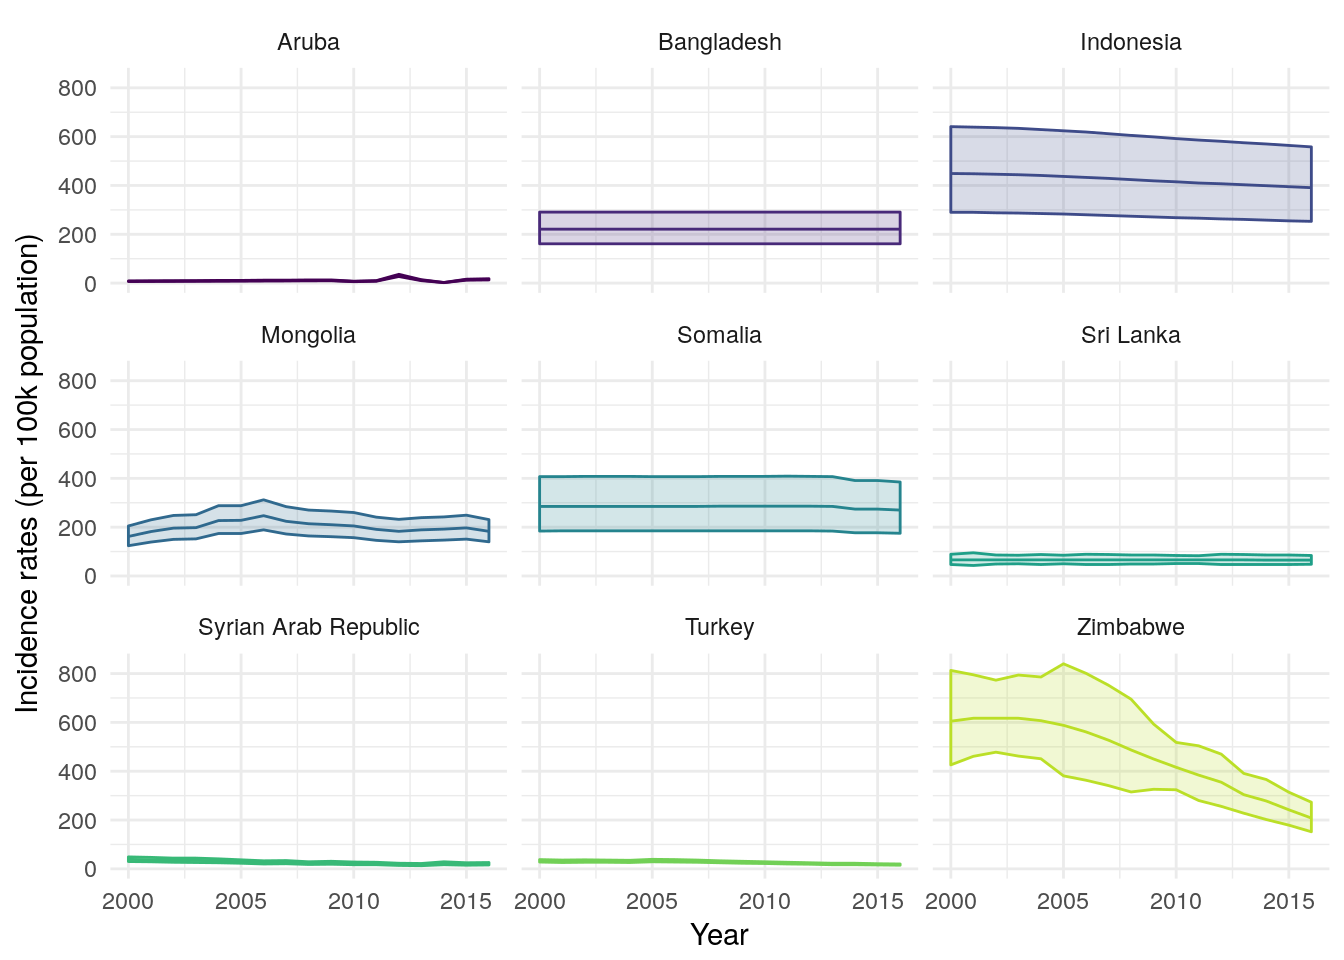 Aruba Bangladesh Indonesia
800
600
400
200
0
Mongolia Somalia Sri Lanka
800
600
400
200
0
Syrian Arab Republic Turkey Zimbabwe
800
600
400
200
0
2000 2005 2010 2015 2000 2005 2010 2015 2000 2005 2010 2015
Year
Incidence rates (per 100k population)